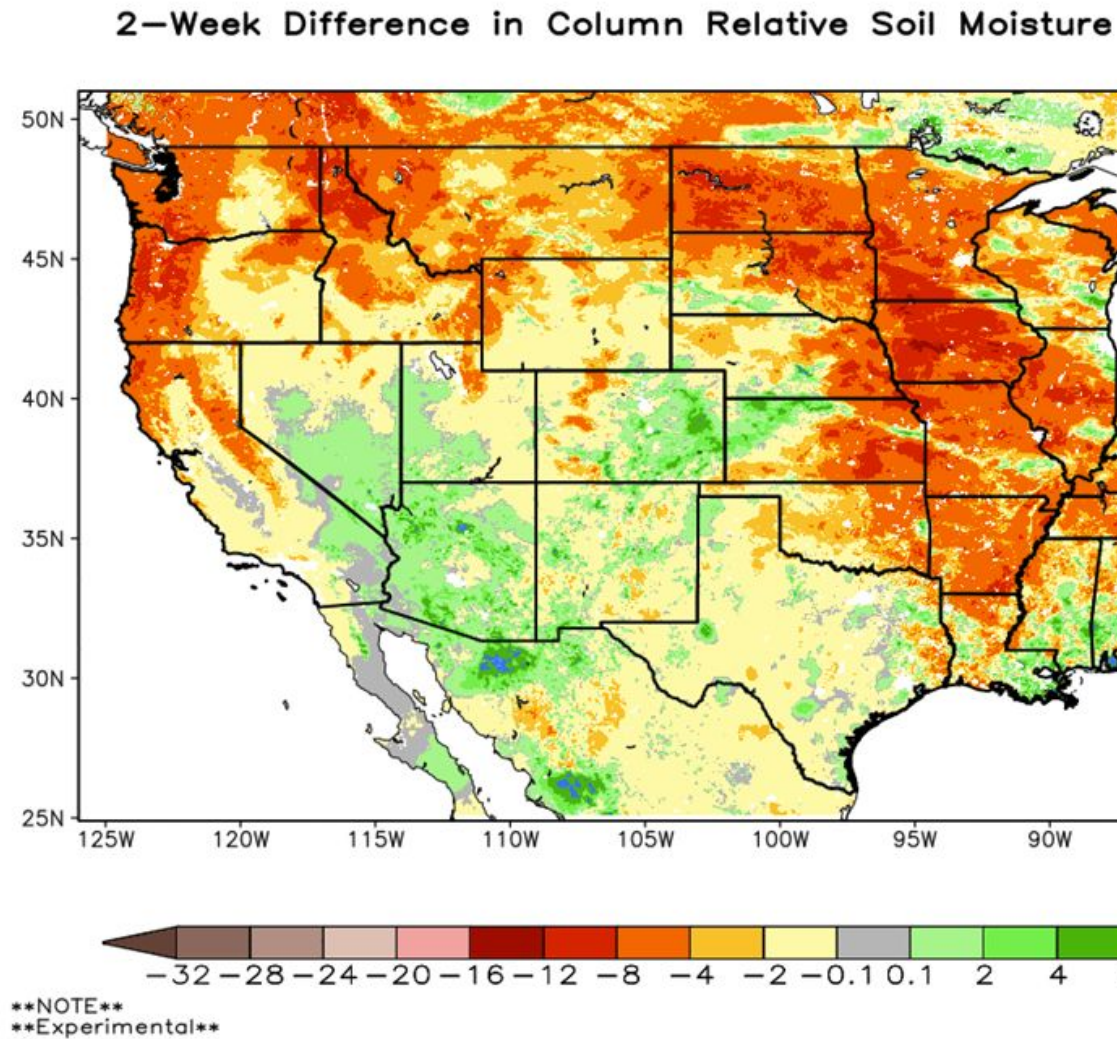 2-Week Difference in Column Relative Soil Moisture
50N
45N
40N
35N
30N
25N
125W 120W 115W 110W 105W 100W 95W 90W
-32 -28 -24 -20 -16 -12 -8 -4 -2 -0.1 0.1 2 4
**NOTE**
**Experimental**